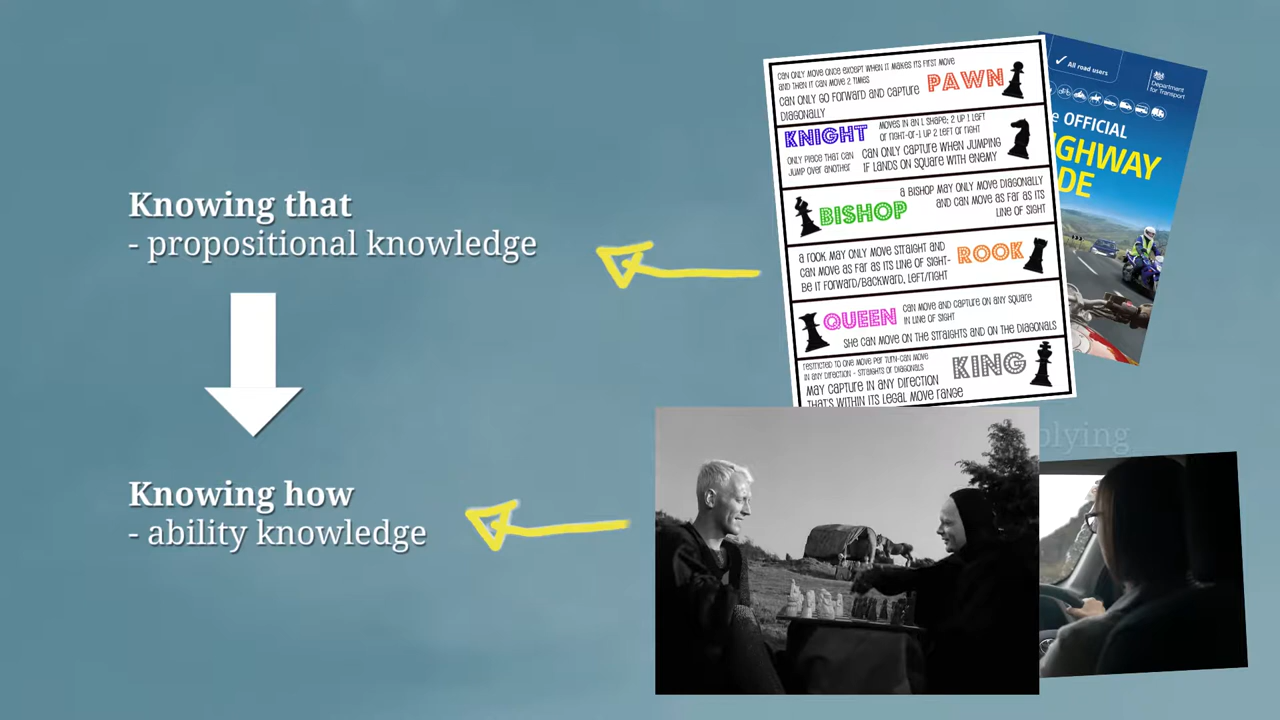 Knowing that
- propositional knowledge
Knowing how
- ability knowledge
CAN ONLY MOVE ONCE EXCEPT WHEN IT MAKES ITS FIRST MOVE
AND THEN IT CAN MOVE 2 TIMES
CAN ONLY GO FORWARD AND CAPTURE
DIAGONALLY
PAWN
KNIGHT
MOVES IN AN L SHAPE; 2 UP 1 LEFT
OR RIGHT-OR-1 UP 2 LEFT OR RIGHT
ONLY PIECE THAT CAN
JUMP OVER ANOTHER
CAN ONLY CAPTURE WHEN JUMPING
IF LANDS ON SQUARE WITH ENEMY
BISHOP
A BISHOP MAY ONLY MOVE DIAGONALLY
AND CAN MOVE AS FAR AS ITS
LINE OF SIGHT
A ROOK MAY ONLY MOVE STRAIGHT AND
CAN MOVE AS FAR AS ITS LINE OF SIGHT-
BE IT FORWARD/BACKWARD, LEFT/RIGHT
ROOK
QUEEN
CAN MOVE AND CAPTURE ON ANY SQUARE
IN LINE OF SIGHT
SHE CAN MOVE ON THE STRAIGHTS AND ON THE DIAGONALS
RESTRICTED TO ONE MOVE PER TURN-CAN MOVE
IN ANY DIRECTION - STRAIGHTS OR DIAGONALS
MAY CAPTURE IN ANY DIRECTION
THAT'S WITHIN ITS LEGAL MOVE RANGE
KING
All road users
Department
for Transport
e OFFICIAL
IGHWAY
DE
plying